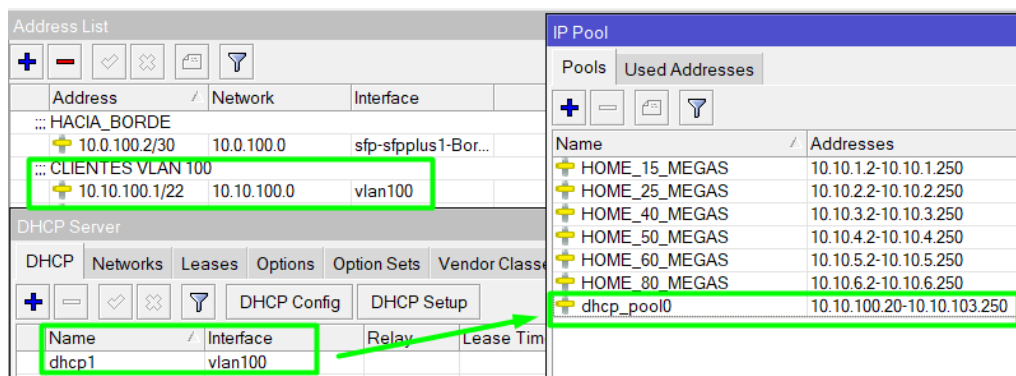 Address List
Address Network Interface
;;; HACIA_BORDE
10.0.100.2/30 10.0.100.0 sfp-sfpplus1-Bor...
;;; CLIENTES VLAN 100
10.10.100.1/22 10.10.100.0 vlan100
DHCP Server
DHCP Networks Leases Options Option Sets Vendor Classe
DHCP Config DHCP Setup
Name Interface Relay Lease Tim
dhcp1 vlan100
IP Pool
Pools Used Addresses
Name Addresses
HOME_15_MEGAS 10.10.1.2-10.10.1.250
HOME_25_MEGAS 10.10.2.2-10.10.2.250
HOME_40_MEGAS 10.10.3.2-10.10.3.250
HOME_50_MEGAS 10.10.4.2-10.10.4.250
HOME_60_MEGAS 10.10.5.2-10.10.5.250
HOME_80_MEGAS 10.10.6.2-10.10.6.250
dhcp_pool0 10.10.100.20-10.10.103.250